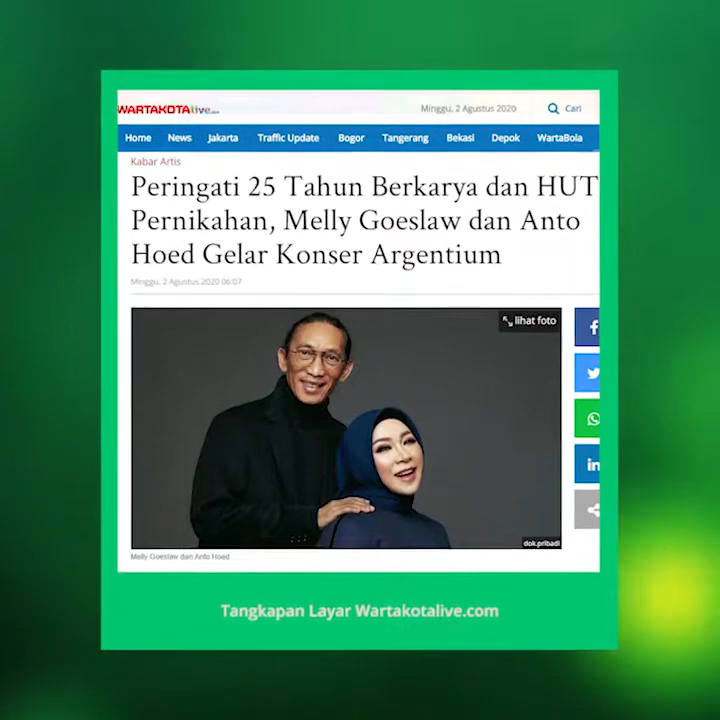 WARTAKOTAlive.com
Minggu, 2 Agustus 2020
Cari
Home News Jakarta Traffic Update Bogor Tangerang Bekasi Depok WartaBola
Kabar Artis
Peringati 25 Tahun Berkarya dan HUT
Pernikahan, Melly Goeslaw dan Anto
Hoed Gelar Konser Argentium
Minggu, 2 Agustus 2020 06:07
lihat foto
dok.pribadi
Melly Goeslaw dan Anto Hoed
Tangkapan Layar Wartakotalive.com